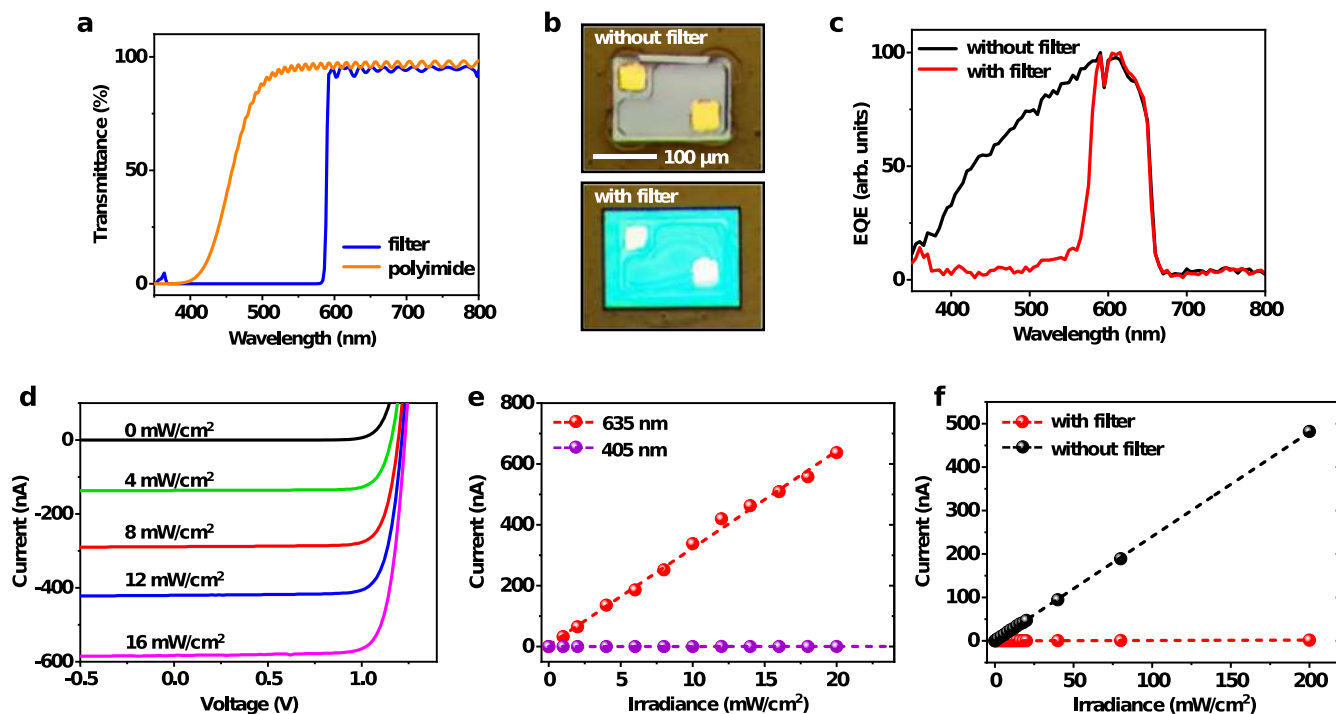 a
100
50
0
Transmittance (%)
filter
polyimide
400 500 600 700 800
Wavelength (nm)
b
without filter
100 μm
with filter
c
100
50
0
EQE (arb. units)
without filter
with filter
400 500 600 700 800
Wavelength (nm)
d
0
-200
-400
-600
Current (nA)
0 mW/cm²
4 mW/cm²
8 mW/cm²
12 mW/cm²
16 mW/cm²
-0.5 0.0 0.5 1.0
Voltage (V)
e
800
600
400
200
0
Current (nA)
635 nm
405 nm
0 5 10 15 20
Irradiance (mW/cm²)
f
500
400
300
200
100
0
Current (nA)
with filter
without filter
0 50 100 150 200
Irradiance (mW/cm²)